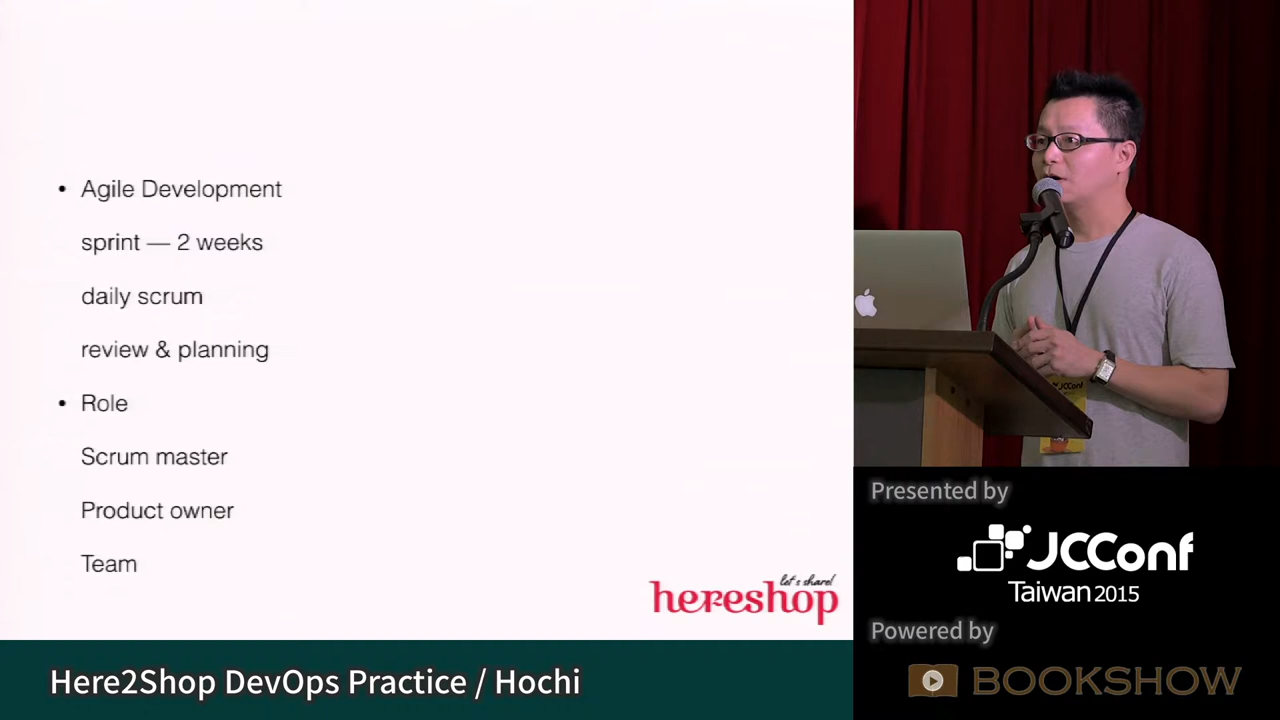 • Agile Development
sprint — 2 weeks
daily scrum
review & planning
• Role
Scrum master
Product owner
Team
let's share!
hereshop
Here2Shop DevOps Practice / Hochi
JCConf
Presented by
JCConf
Taiwan 2015
Powered by
BOOKSHOW